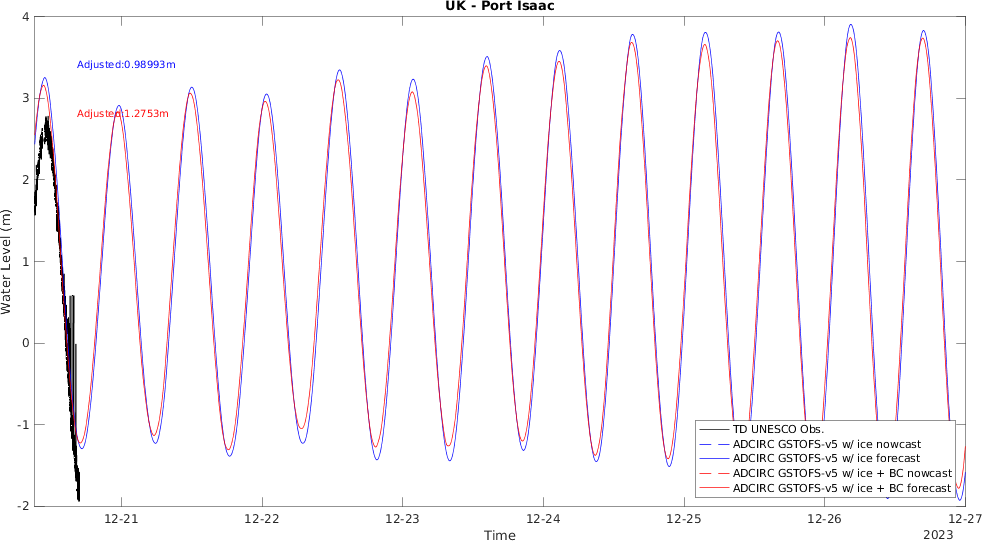 UK - Port Isaac
4
3
2
1
0
-1
-2
Water Level (m)
Adjusted:0.98993m
Adjusted:1.2753m
TD UNESCO Obs.
ADCIRC GSTOFS-v5 w/ ice nowcast
ADCIRC GSTOFS-v5 w/ ice forecast
ADCIRC GSTOFS-v5 w/ ice + BC nowcast
ADCIRC GSTOFS-v5 w/ ice + BC forecast
12-21 12-22 12-23 12-24 12-25 12-26 12-27
Time
2023